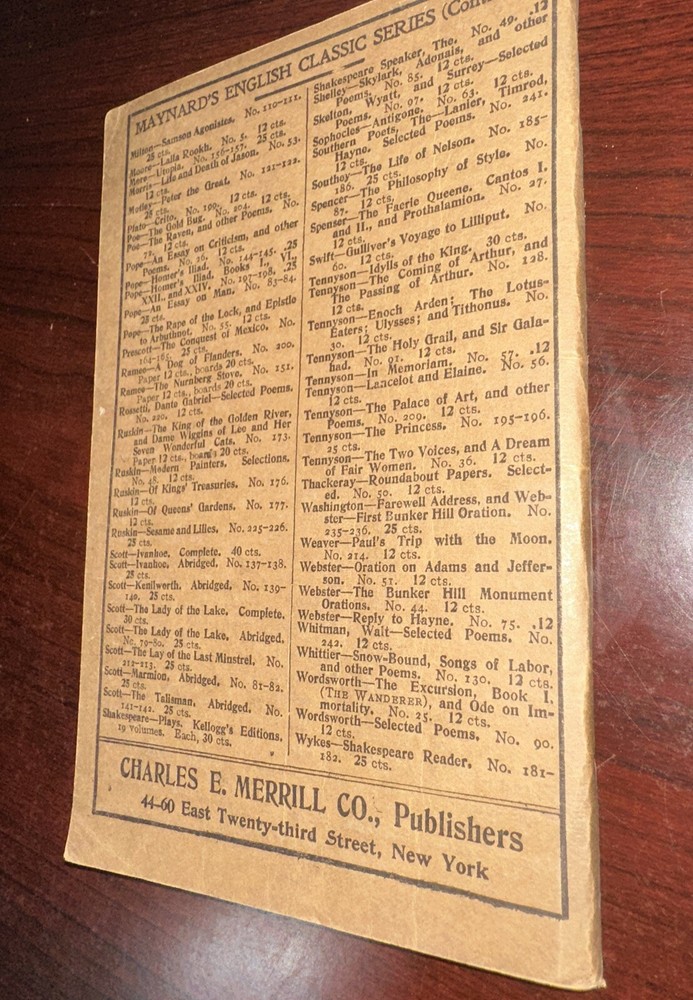 MAYNARD'S ENGLISH CLASSIC SERIES
Milton—Samson Agonistes. No. 110-111.
25 cts.
Moore—Lalla Rookh. No. 5. 12 cts.
More—Utopia. No. 156-157. 25 cts.
Morris—Life and Death of Jason. No. 53.
12 cts.
Motley—Peter the Great. No. 121-122.
25 cts.
Plato—Crito. No. 12 cts.
Poe—The Gold Bug. No. 204. 12 cts.
Poe—The Raven, and other Poems. No.
12 cts.
Pope—An Essay on Criticism, and other
Poems. No. 26. 12 cts.
Pope—Homer's Iliad. No. 144-145. .25
Pope—Homer's Iliad. Books I., VI.,
XXII. and XXIV. No. 197-198. .25
Pope—An Essay on Man. No. 83-84.
25 cts.
Pope—The Rape of the Lock, and Epistle
to Arbuthnot. No. 55. 12 cts.
Prescott—The Conquest of Mexico. No.
164-165. 25 cts.
Ramee—A Dog of Flanders. No. 200.
Paper 12 cts., boards 20 cts.
Ramee—The Nurnberg Stove. No. 151.
Paper 12 cts., boards 20 cts.
Rossetti, Dante Gabriel—Selected Poems.
No. 220. 12 cts.
Ruskin—The King of the Golden River,
and Dame Wiggins of Lee and Her
Seven Wonderful Cats. No. 173.
Paper 12 cts., boards 20 cts.
Ruskin—Modern Painters. Selections.
No. 48. 12 cts.
Ruskin—Of Kings' Treasuries. No. 176.
12 cts.
Ruskin—Of Queens' Gardens. No. 177.
12 cts.
Ruskin—Sesame and Lilies. No. 225-226.
25 cts.
Scott—Ivanhoe. Complete. 40 cts.
Scott—Ivanhoe. Abridged. No. 137-138.
25 cts.
Scott—Kenilworth. Abridged. No. 139-
140. 25 cts.
Scott—The Lady of the Lake. Complete.
30 cts.
Scott—The Lady of the Lake. Abridged.
No. 79-80. 25 cts.
Scott—The Lay of the Last Minstrel. No.
212-213. 25 cts.
Scott—Marmion. Abridged. No. 81-82.
25 cts.
Scott—The Talisman. Abridged. No.
141-142. 25 cts.
Shakespeare—Plays. Kellogg's Editions.
19 volumes. Each, 30 cts.
Shakespeare Speaker, The. No. 49. .12
Shelley—Skylark, Adonais, and other
Poems. No. 85. 12 cts.
Skelton, Wyatt, and Surrey—Selected
Poems. No. 97. 12 cts.
Sophocles—Antigone. No. 63. 12 cts.
Southern Poets, The—Lanier, Timrod,
Hayne. Selected Poems. No. 241.
12 cts.
Southey—The Life of Nelson. No. 185-
186. 25 cts.
Spencer—The Philosophy of Style. No.
87. 12 cts.
Spenser—The Faerie Queene. Cantos I.
and II., and Prothalamion. No. 27.
12 cts.
Swift—Gulliver's Voyage to Lilliput. No.
60. 12 cts.
Tennyson—Idylls of the King. 30 cts.
Tennyson—The Coming of Arthur, and
The Passing of Arthur. No. 128.
12 cts.
Tennyson—Enoch Arden; The Lotus-
Eaters; Ulysses; and Tithonus. No.
30. 12 cts.
Tennyson—The Holy Grail, and Sir Gala-
had. No. 91. 12 cts.
Tennyson—In Memoriam. No. 57. .12
Tennyson—Lancelot and Elaine. No. 56.
12 cts.
Tennyson—The Palace of Art, and other
Poems. No. 209. 12 cts.
Tennyson—The Princess. No. 195-196.
25 cts.
Tennyson—The Two Voices, and A Dream
of Fair Women. No. 36. 12 cts.
Thackeray—Roundabout Papers. Select-
ed. No. 50. 12 cts.
Washington—Farewell Address, and Web-
ster—First Bunker Hill Oration. No.
235-236. 25 cts.
Weaver—Paul's Trip with the Moon.
No. 214. 12 cts.
Webster—Oration on Adams and Jeffer-
son. No. 51. 12 cts.
Webster—The Bunker Hill Monument
Orations. No. 44. 12 cts.
Webster—Reply to Hayne. No. 75. .12
Whitman, Walt—Selected Poems. No.
242. 12 cts.
Whittier—Snow-Bound, Songs of Labor,
and other Poems. No. 130. 12 cts.
Wordsworth—The Excursion, Book I.
(THE WANDERER), and Ode on Im-
mortality. No. 25. 12 cts.
Wordsworth—Selected Poems. No. 90.
12 cts.
Wykes—Shakespeare Reader. No. 181-
182. 25 cts.
CHARLES E. MERRILL CO., Publishers
44-60 East Twenty-third Street, New York